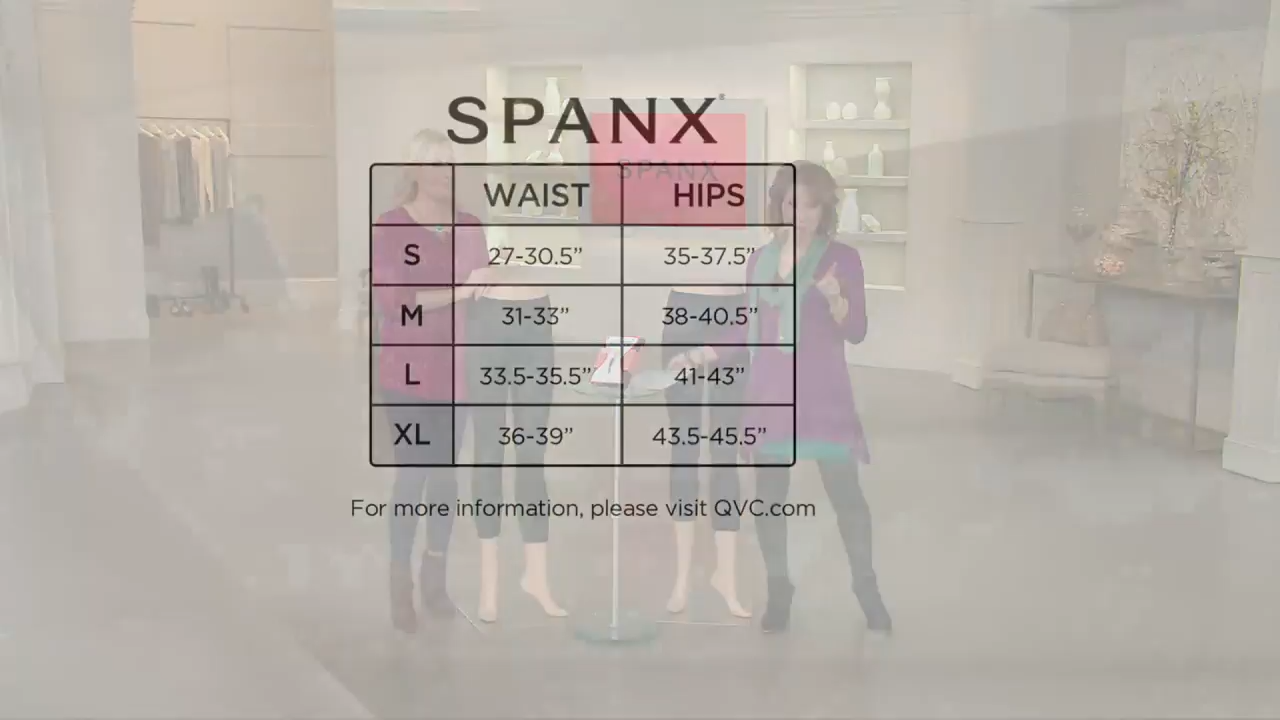 SPANX
SPANX
WAIST HIPS
S 27-30.5” 35-37.5”
M 31-33” 38-40.5”
L 33.5-35.5” 41-43”
XL 36-39” 43.5-45.5”
For more information, please visit QVC.com